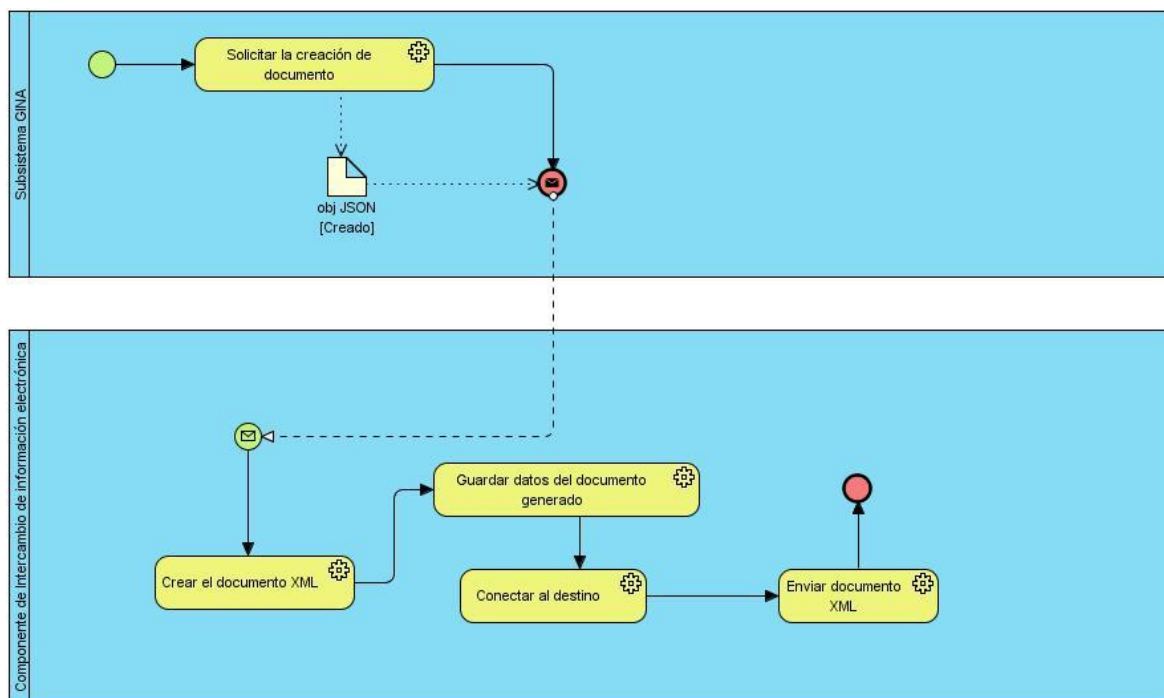 Subsistema GINA
Solicitar la creación de
documento
obj JSON
[Creado]
Componente de Intercambio de información electrónica
Guardar datos del documento
generado
Crear el documento XML
Conectar al destino
Enviar documento
XML